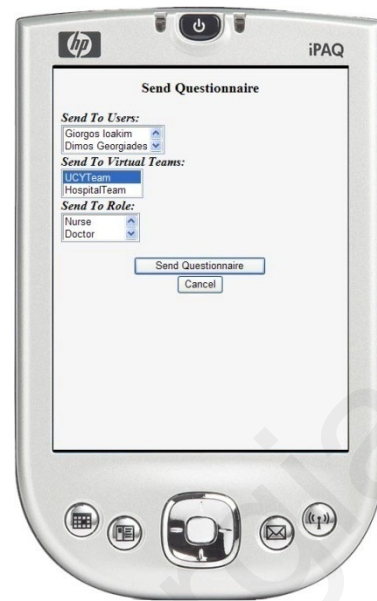 hp
iPAQ
Send Questionnaire
Send To Users:
Giorgos Ioakim
Dimos Georgiades
Send To Virtual Teams:
UCYTeam
HospitalTeam
Send To Role:
Nurse
Doctor
Send Questionnaire
Cancel